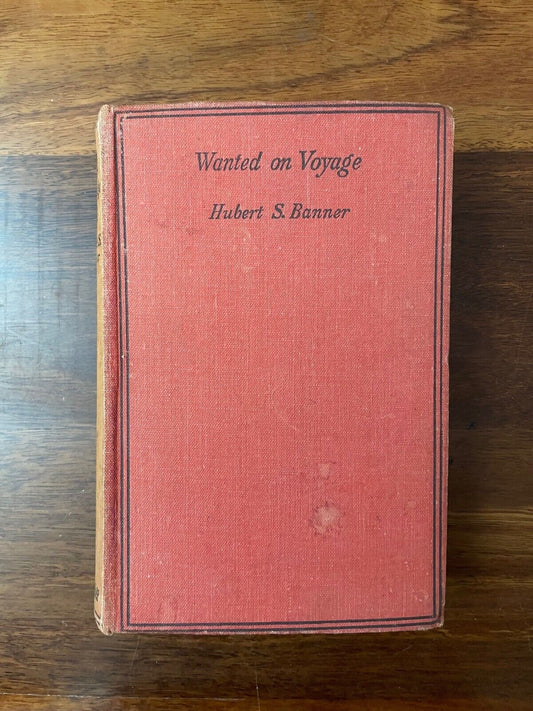 Wanted on Voyage
Hubert S. Banner